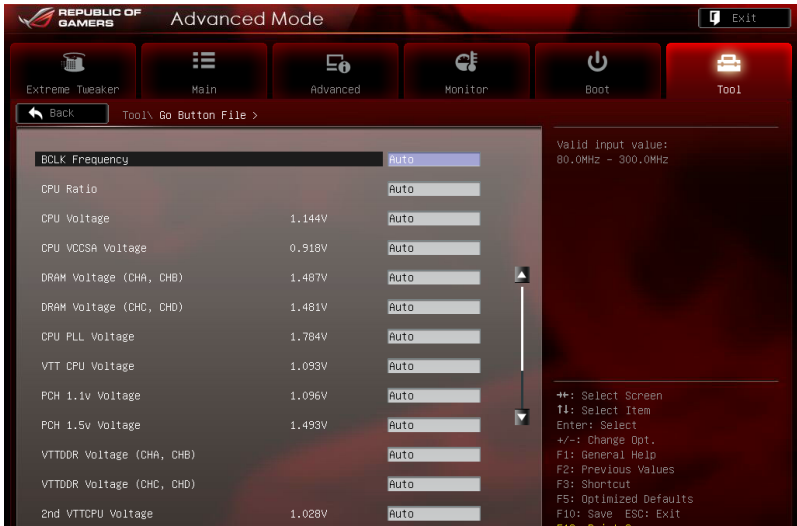 REPUBLIC OF
GAMERS
Advanced Mode
Exit
Extreme Tweaker
Main
Advanced
Monitor
Boot
Tool
Back
Tool\ Go Button File >
BCLK Frequency Auto
CPU Ratio Auto
CPU Voltage 1.144V Auto
CPU VCCSA Voltage 0.918V Auto
DRAM Voltage (CHA, CHB) 1.487V Auto
DRAM Voltage (CHC, CHD) 1.481V Auto
CPU PLL Voltage 1.784V Auto
VTT CPU Voltage 1.093V Auto
PCH 1.1v Voltage 1.096V Auto
PCH 1.5v Voltage 1.493V Auto
VTTDDR Voltage (CHA, CHB) Auto
VTTDDR Voltage (CHC, CHD) Auto
2nd VTTCPU Voltage 1.028V Auto
Valid input value:
80.0MHz - 300.0MHz
→←: Select Screen
↑↓: Select Item
Enter: Select
+/-: Change Opt.
F1: General Help
F2: Previous Values
F3: Shortcut
F5: Optimized Defaults
F10: Save ESC: Exit